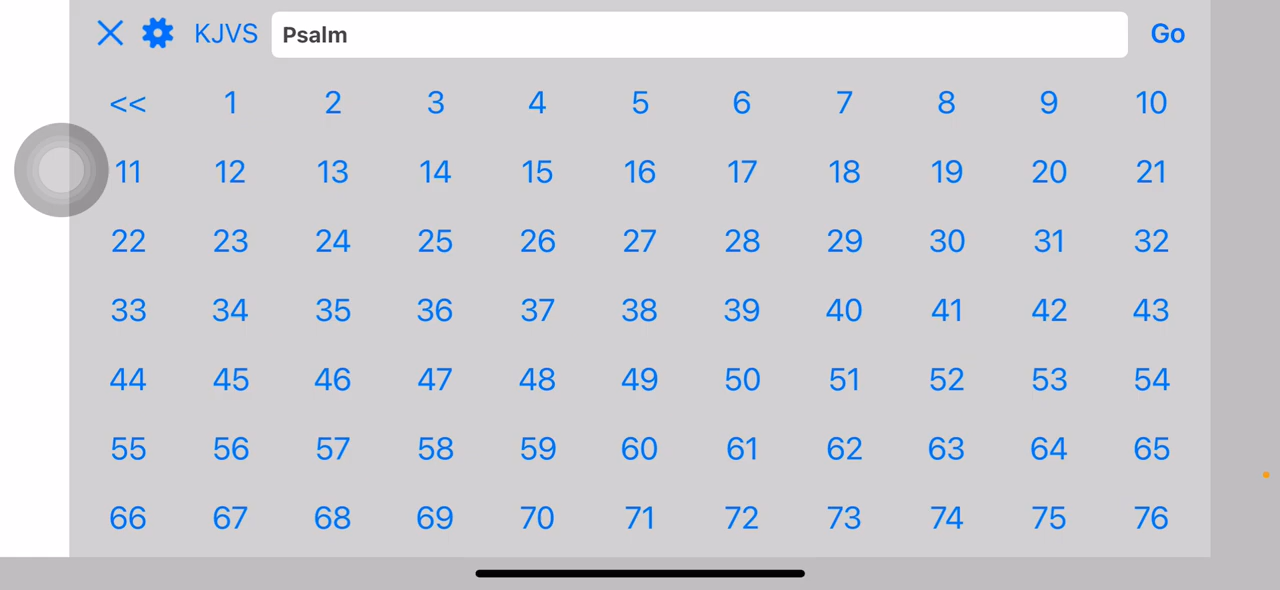 KJVS Psalm Go
<< 1 2 3 4 5 6 7 8 9 10
11 12 13 14 15 16 17 18 19 20 21
22 23 24 25 26 27 28 29 30 31 32
33 34 35 36 37 38 39 40 41 42 43
44 45 46 47 48 49 50 51 52 53 54
55 56 57 58 59 60 61 62 63 64 65
66 67 68 69 70 71 72 73 74 75 76